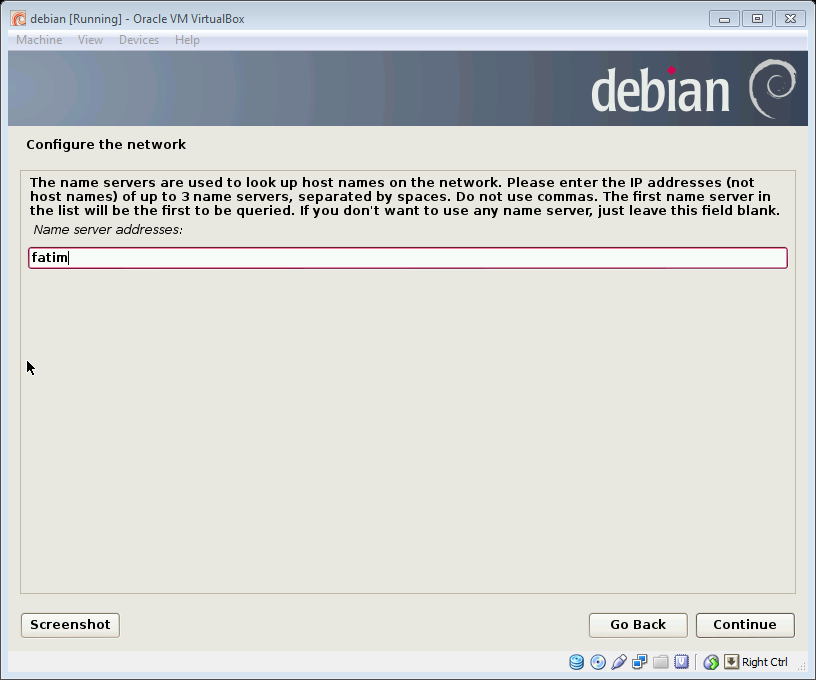 debian [Running] - Oracle VM VirtualBox
Machine View Devices Help
debian
Configure the network
The name servers are used to look up host names on the network. Please enter the IP addresses (not
host names) of up to 3 name servers, separated by spaces. Do not use commas. The first name server in
the list will be the first to be queried. If you don't want to use any name server, just leave this field blank.
Name server addresses:
fatim
Screenshot
Go Back
Continue
Right Ctrl